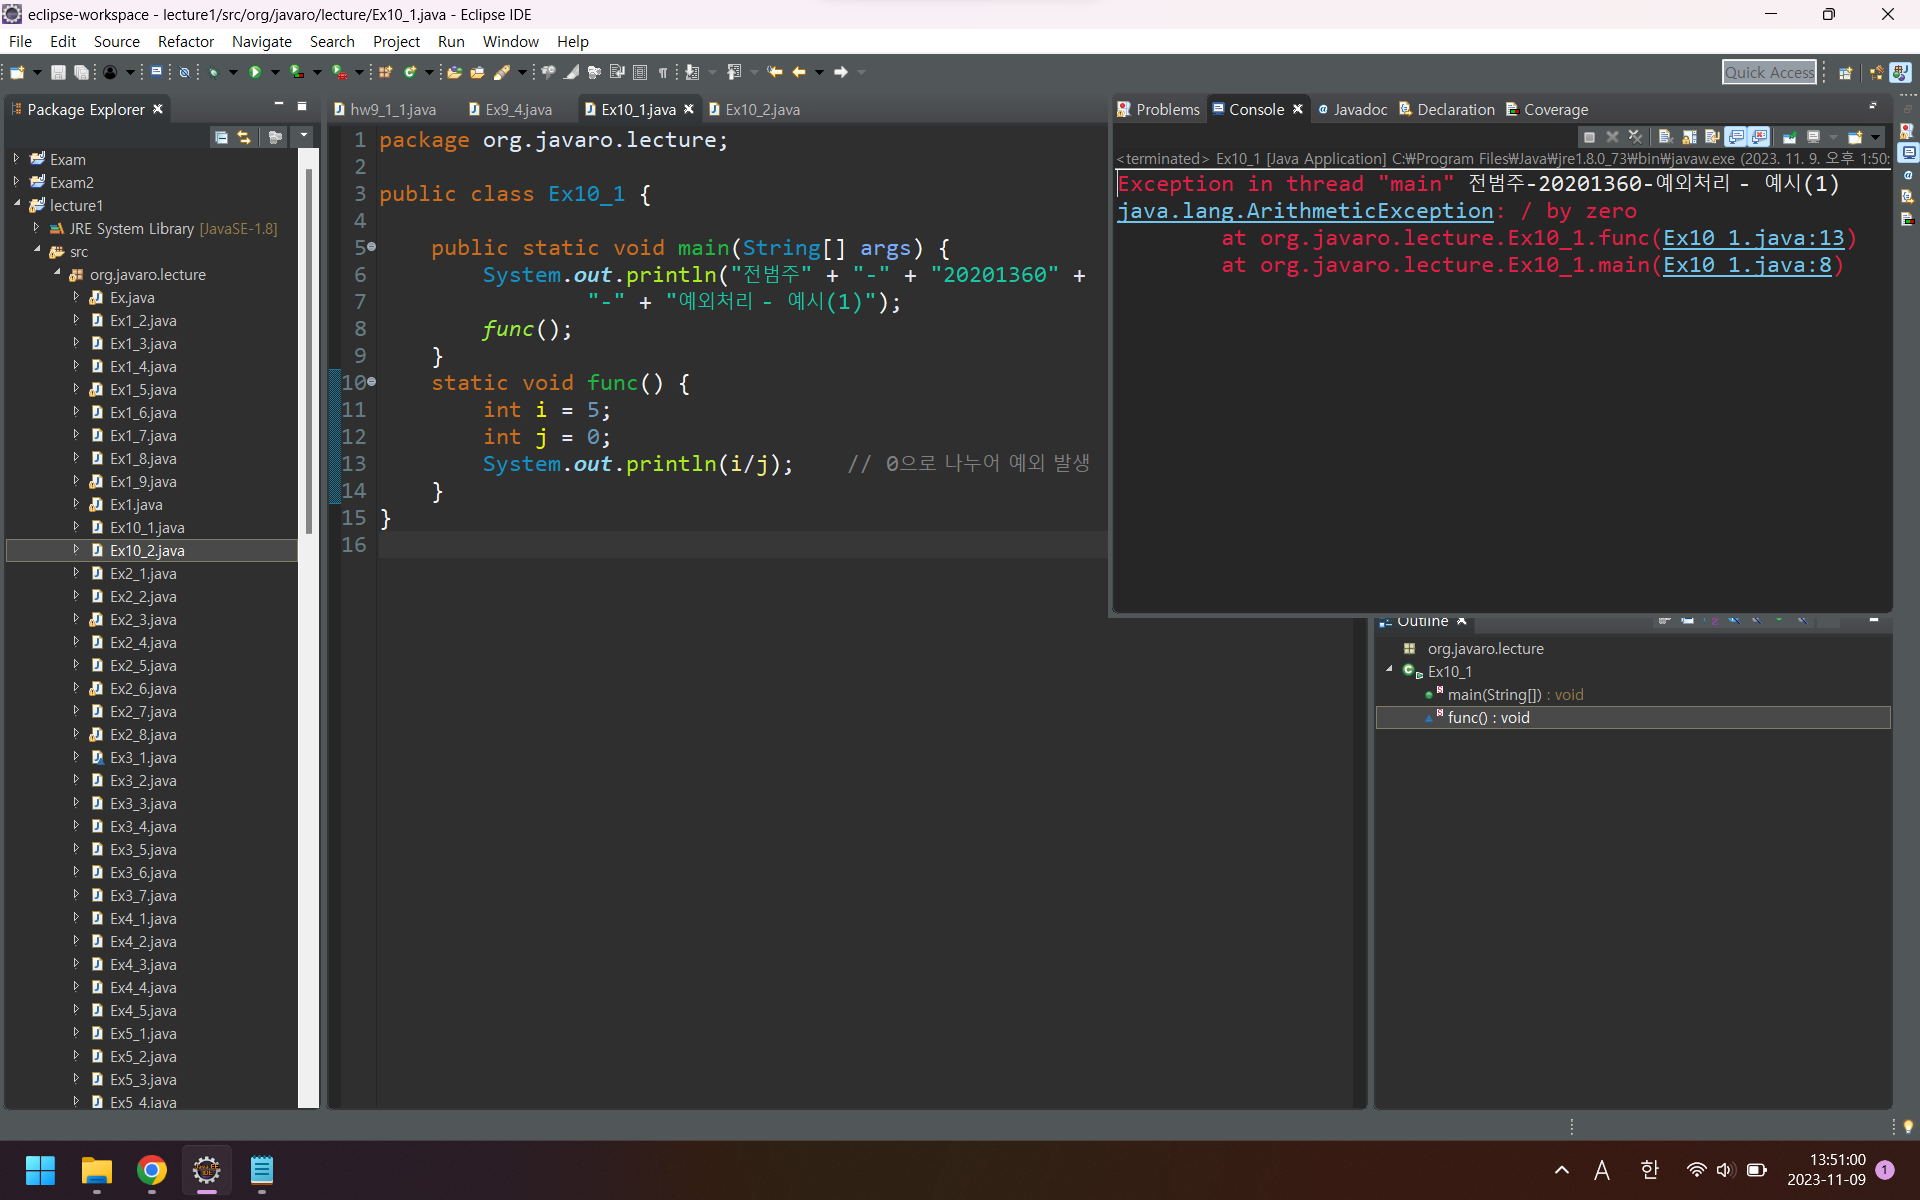 eclipse-workspace - lecture1/src/org/javaro/lecture/Ex10_1.java - Eclipse IDE
File Edit Source Refactor Navigate Search Project Run Window Help
Quick Access
Package Explorer
Exam
Exam2
lecture1
JRE System Library [JavaSE-1.8]
src
org.javaro.lecture
Ex.java
Ex1_2.java
Ex1_3.java
Ex1_4.java
Ex1_5.java
Ex1_6.java
Ex1_7.java
Ex1_8.java
Ex1_9.java
Ex1.java
Ex10_1.java
Ex10_2.java
Ex2_1.java
Ex2_2.java
Ex2_3.java
Ex2_4.java
Ex2_5.java
Ex2_6.java
Ex2_7.java
Ex2_8.java
Ex3_1.java
Ex3_2.java
Ex3_3.java
Ex3_4.java
Ex3_5.java
Ex3_6.java
Ex3_7.java
Ex4_1.java
Ex4_2.java
Ex4_3.java
Ex4_4.java
Ex4_5.java
Ex5_1.java
Ex5_2.java
Ex5_3.java
Ex5_4.java
hw9_1_1.java Ex9_4.java Ex10_1.java Ex10_2.java
1 package org.javaro.lecture;
2
3 public class Ex10_1 {
4
5 public static void main(String[] args) {
6 System.out.println("전범주" + "-" + "20201360" +
7 "-" + "예외처리 - 예시(1)");
8 func();
9 }
10 static void func() {
11 int i = 5;
12 int j = 0;
13 System.out.println(i/j); // 0으로 나누어 예외 발생
14 }
15 }
16
Problems Console Javadoc Declaration Coverage
<terminated> Ex10_1 [Java Application] C:₩Program Files₩Java₩jre1.8.0_73₩bin₩javaw.exe (2023. 11. 9. 오후 1:50:
Exception in thread "main" 전범주-20201360-예외처리 - 예시(1)
java.lang.ArithmeticException: / by zero
at org.javaro.lecture.Ex10_1.func(Ex10_1.java:13)
at org.javaro.lecture.Ex10_1.main(Ex10_1.java:8)
Outline
org.javaro.lecture
Ex10_1
main(String[]) : void
func() : void
A 한
13:51:00
2023-11-09
1